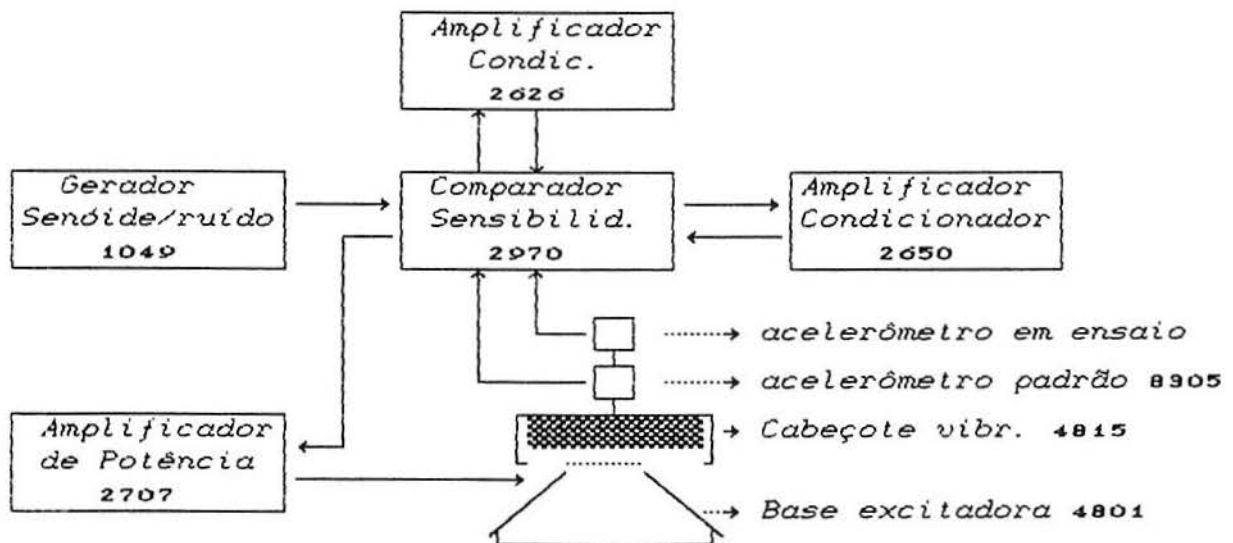 Amplificador
Condic.
2626
Gerador
Senóide/ruído
1049
Comparador
Sensibilid.
2970
Amplificador
Condicionador
2650
acelerômetro em ensaio
acelerômetro padrão 8305
Amplificador
de Potência
2707
Cabeçote vibr. 4815
Base excitadora 4801